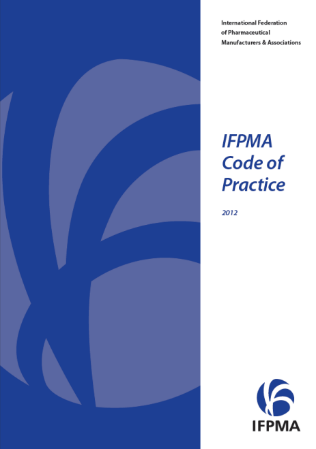 International Federation
of Pharmaceutical
Manufacturers & Associations
IFPMA
Code of
Practice
2012
IFPMA